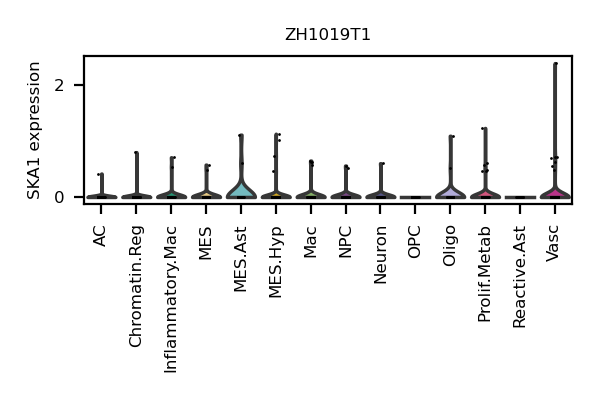 ZH1019T1
SKA1 expression
2
0
AC
Chromatin.Reg
Inflammatory.Mac
MES
MES.Ast
MES.Hyp
Mac
NPC
Neuron
OPC
Oligo
Prolif.Metab
Reactive.Ast
Vasc